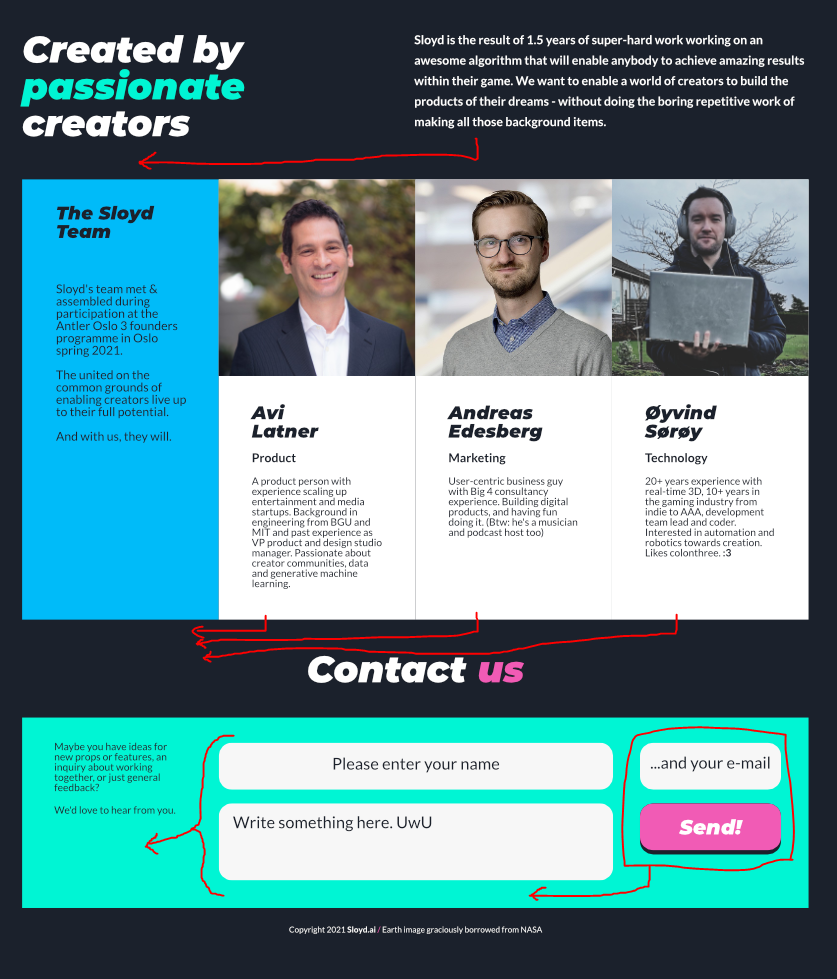 Created by
passionate
creators
Sloyd is the result of 1.5 years of super-hard work working on an
awesome algorithm that will enable anybody to achieve amazing results
within their game. We want to enable a world of creators to build the
products of their dreams - without doing the boring repetitive work of
making all those background items.
The Sloyd
Team
Sloyd's team met &
assembled during
participation at the
Antler Oslo 3 founders
programme in Oslo
spring 2021.
The united on the
common grounds of
enabling creators live up
to their full potential.
And with us, they will.
Avi
Latner
Product
A product person with
experience scaling up
entertainment and media
startups. Background in
engineering from BGU and
MIT and past experience as
VP product and design studio
manager. Passionate about
creator communities, data
and generative machine
learning.
Andreas
Edesberg
Marketing
User-centric business guy
with Big 4 consultancy
experience. Building digital
products, and having fun
doing it. (Btw: he's a musician
and podcast host too)
Øyvind
Sørøy
Technology
20+ years experience with
real-time 3D, 10+ years in
the gaming industry from
indie to AAA, development
team lead and coder.
Interested in automation and
robotics towards creation.
Likes colonthree. :3
Contact us
Maybe you have ideas for
new props or features, an
inquiry about working
together, or just general
feedback?
We'd love to hear from you.
Please enter your name
...and your e-mail
Write something here. UwU
Send!
Copyright 2021 Sloyd.ai / Earth image graciously borrowed from NASA